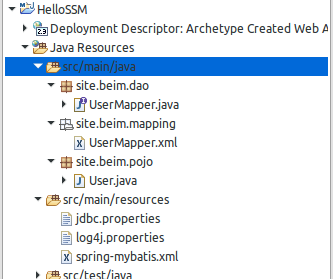 HelloSSM
Deployment Descriptor: Archetype Created Web A
Java Resources
src/main/java
site.beim.dao
UserMapper.java
site.beim.mapping
UserMapper.xml
site.beim.pojo
User.java
src/main/resources
jdbc.properties
log4j.properties
spring-mybatis.xml
src/test/java